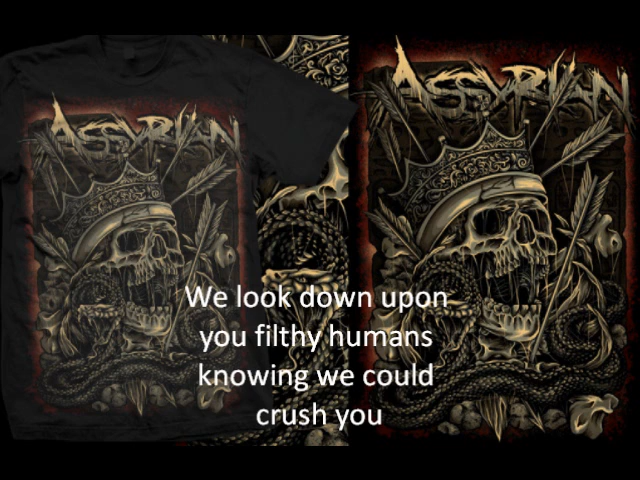 ASSYRIAN
ASSYRIAN
We look down upon
you filthy humans
knowing we could
crush you